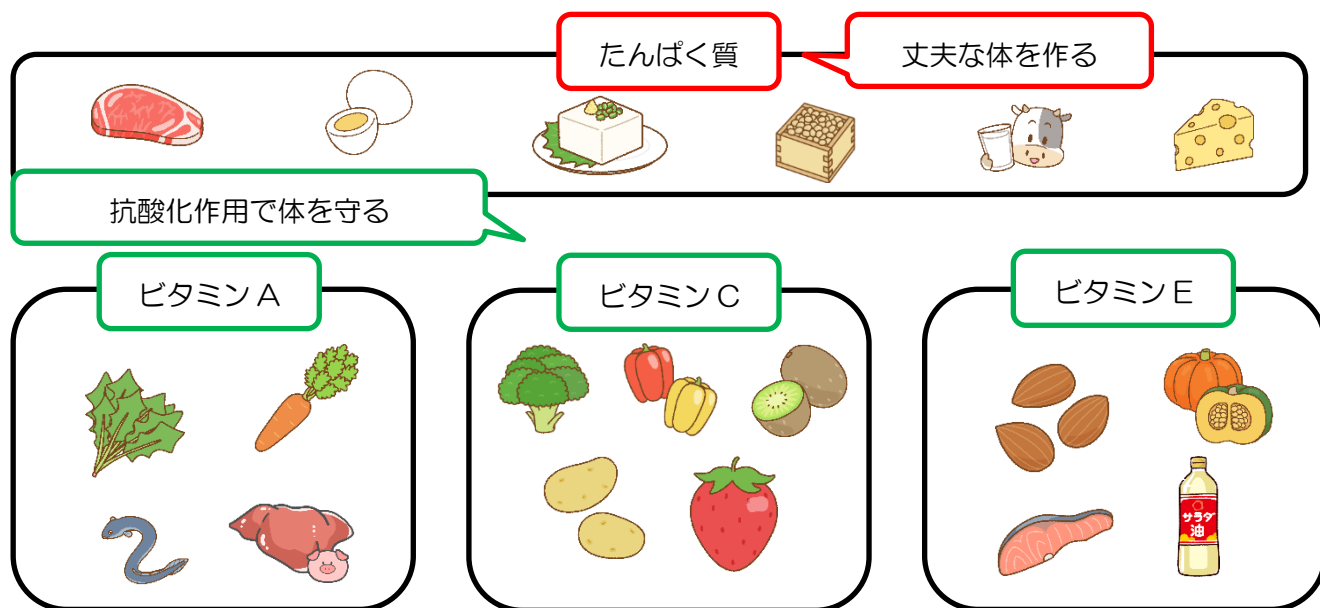 たんぱく質
丈夫な体を作る
抗酸化作用で体を守る
ビタミンA
ビタミンC
ビタミンE
サラダ
油